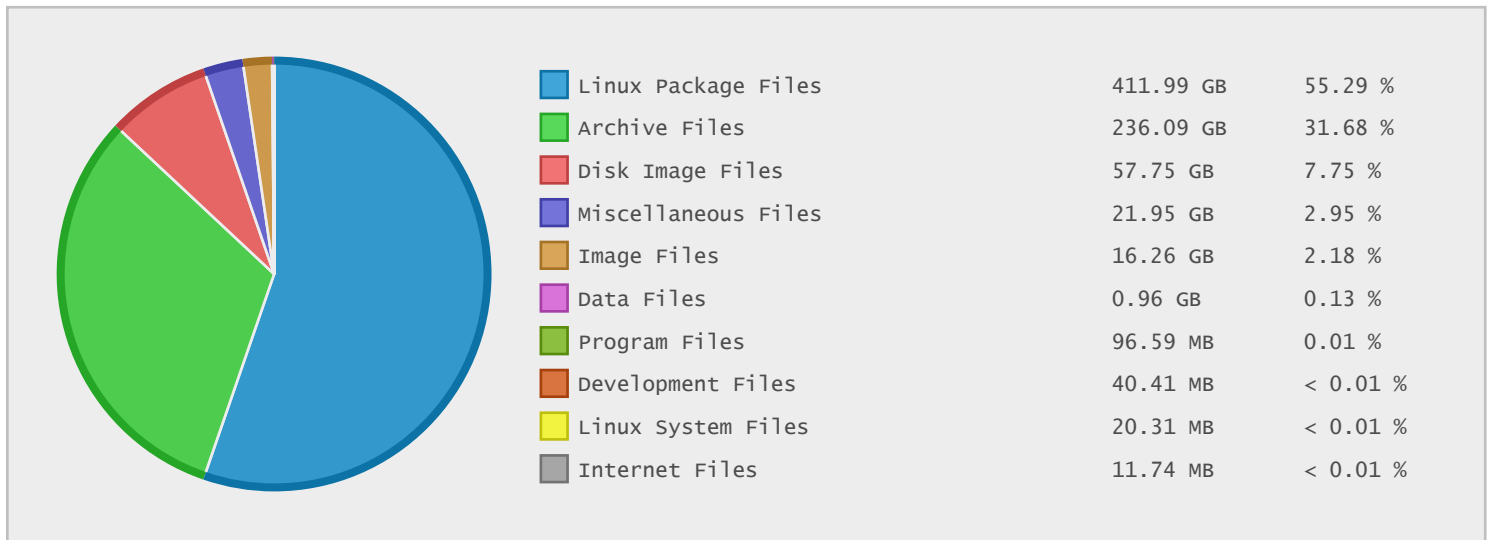 Linux Package Files 411.99 GB 55.29 %
Archive Files 236.09 GB 31.68 %
Disk Image Files 57.75 GB 7.75 %
Miscellaneous Files 21.95 GB 2.95 %
Image Files 16.26 GB 2.18 %
Data Files 0.96 GB 0.13 %
Program Files 96.59 MB 0.01 %
Development Files 40.41 MB < 0.01 %
Linux System Files 20.31 MB < 0.01 %
Internet Files 11.74 MB < 0.01 %